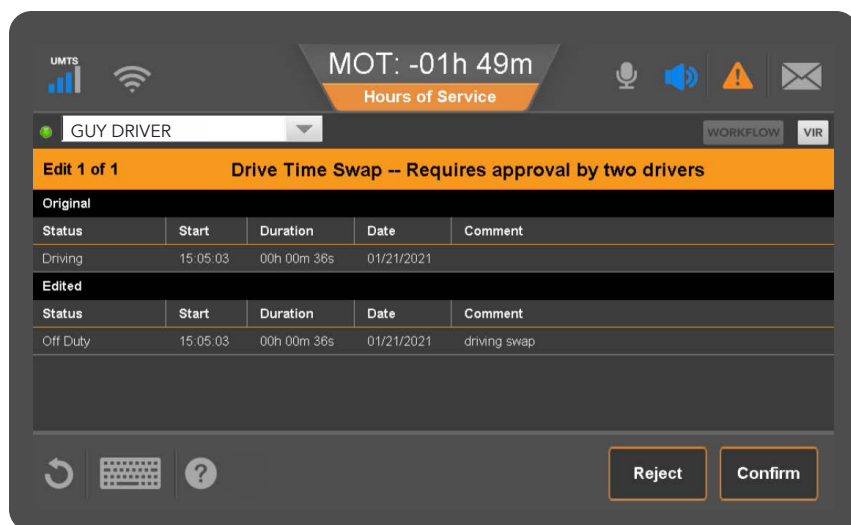 UMTS
MOT: -01h 49m
Hours of Service
GUY DRIVER
WORKFLOW VIR
Edit 1 of 1 Drive Time Swap -- Requires approval by two drivers
Original
Status Start Duration Date Comment
Driving 15:05:03 00h 00m 36s 01/21/2021
Edited
Status Start Duration Date Comment
Off Duty 15:05:03 00h 00m 36s 01/21/2021 driving swap
? Reject Confirm